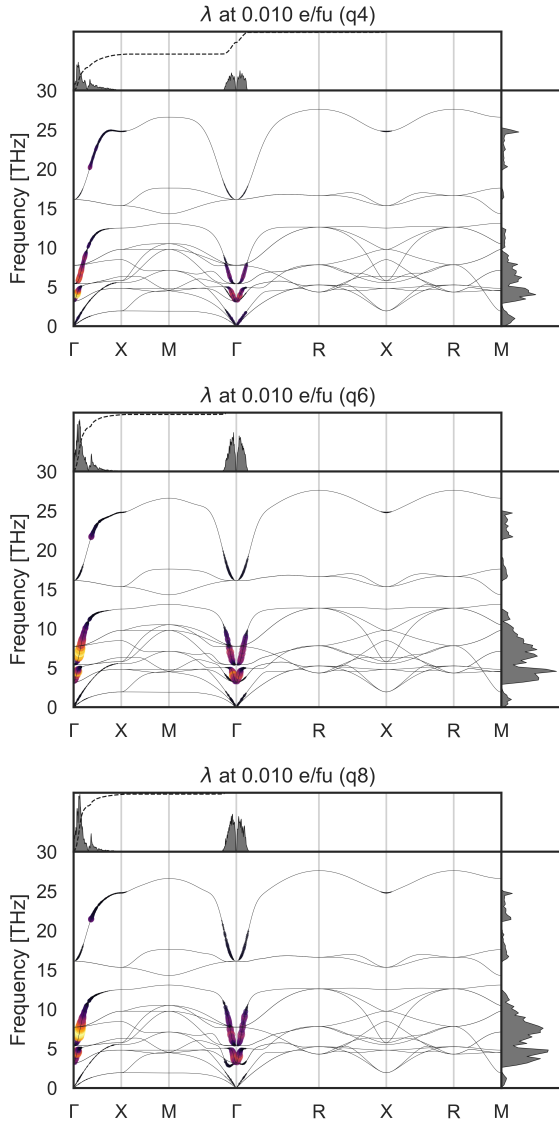 λ at 0.010 e/fu (q4)
30
25
20
15
10
5
0
Frequency [THz]
Γ X M Γ R X R M
λ at 0.010 e/fu (q6)
30
25
20
15
10
5
0
Frequency [THz]
Γ X M Γ R X R M
λ at 0.010 e/fu (q8)
30
25
20
15
10
5
0
Frequency [THz]
Γ X M Γ R X R M